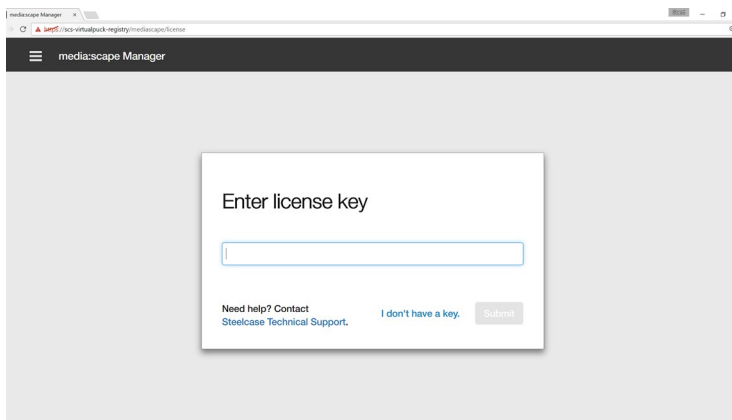 media:scape Manager
https://scs-virtualpuck-registry/mediascape/license
media:scape Manager
Enter license key
Need help? Contact
Steelcase Technical Support.
I don't have a key.
Submit